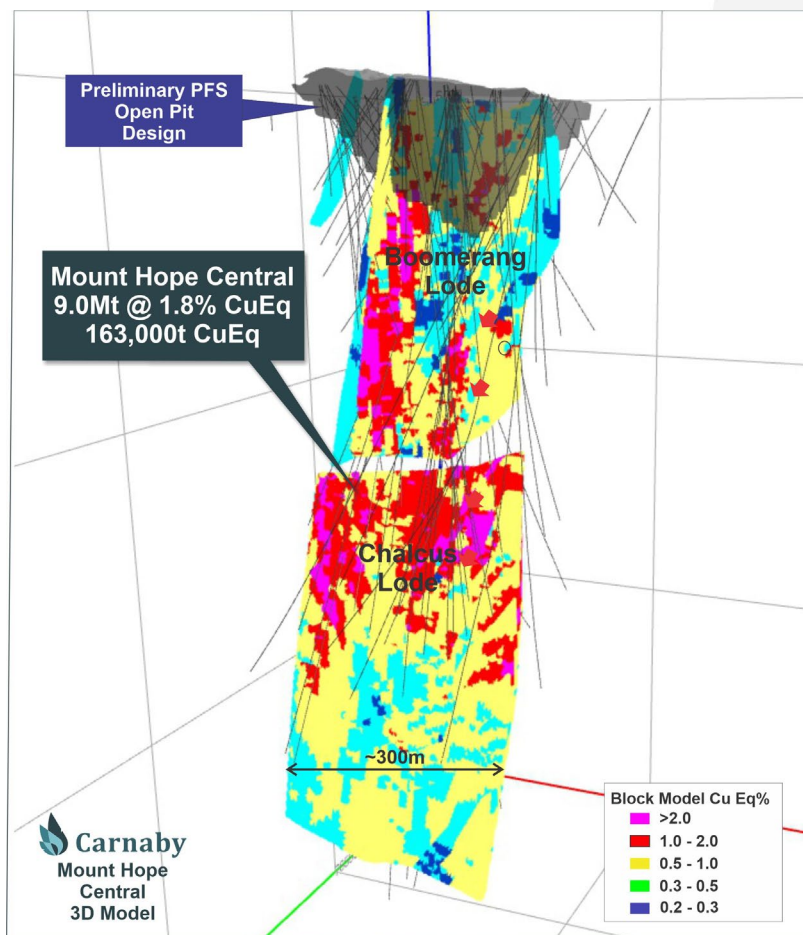 Preliminary PFS
Open Pit
Design
Mount Hope Central
9.0Mt @ 1.8% CuEq
163,000t CuEq
Boomerang
Lode
Chalcus
Lode
~300m
Block Model Cu Eq%
>2.0
1.0 - 2.0
0.5 - 1.0
0.3 - 0.5
0.2 - 0.3
Carnaby
Mount Hope
Central
3D Model